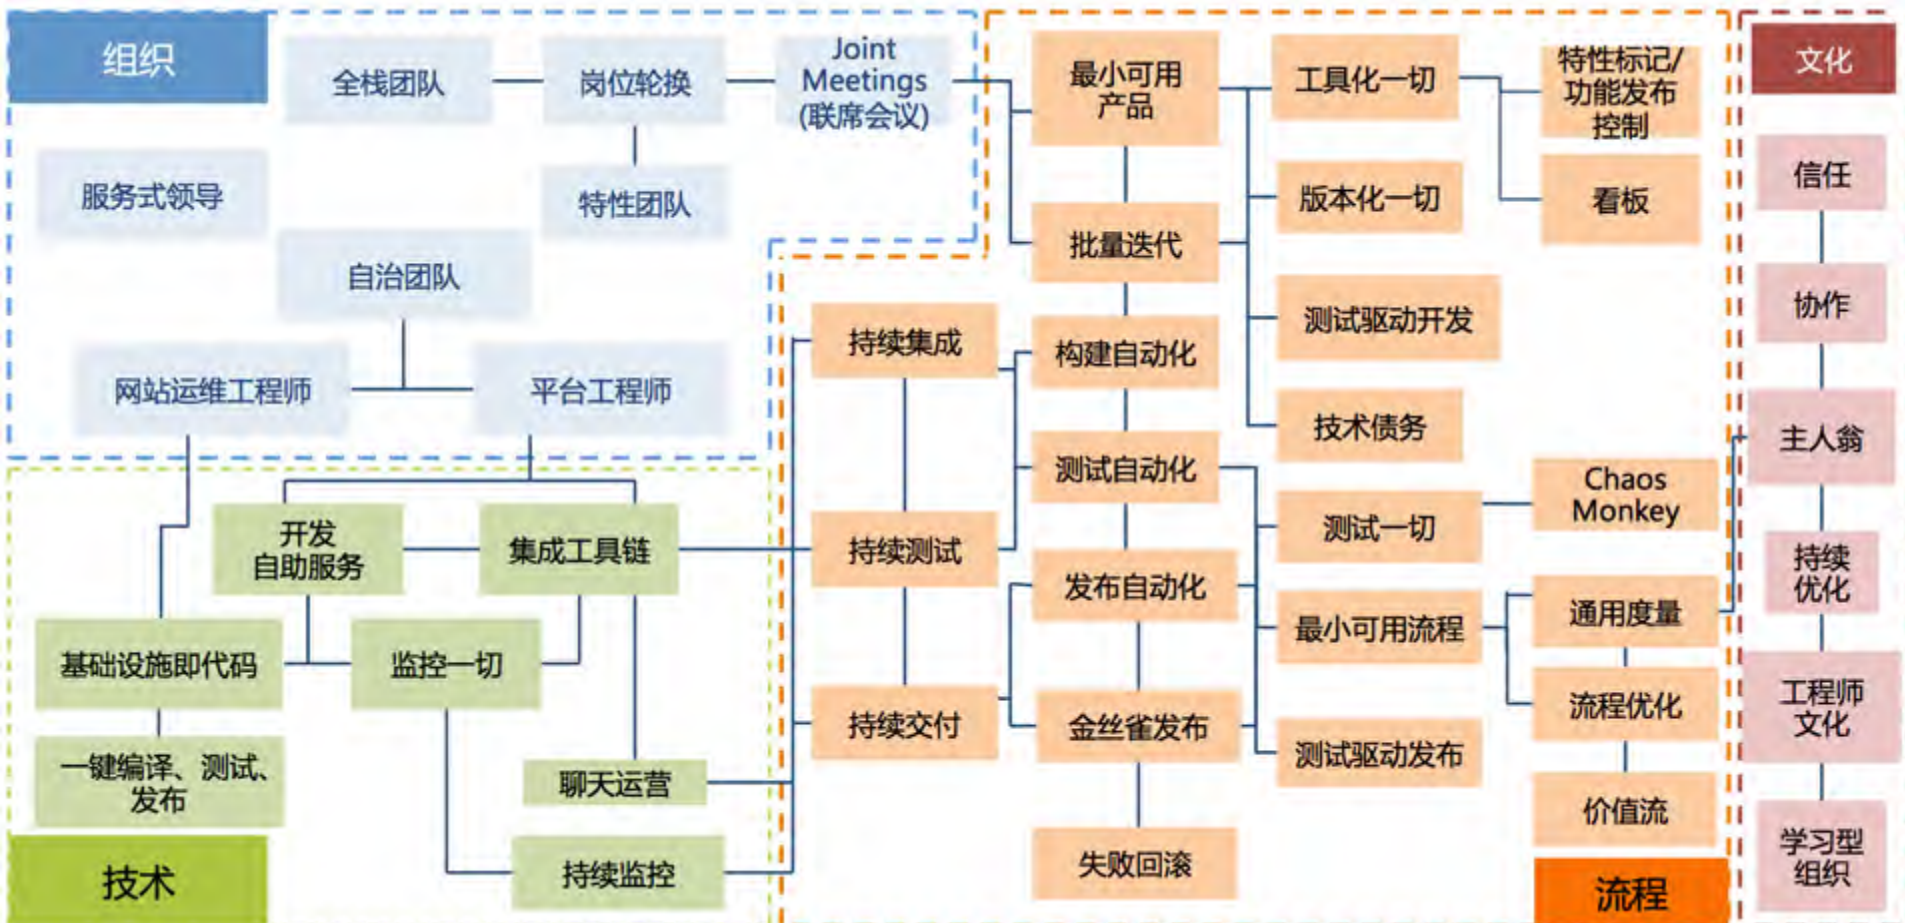 组织
全栈团队
岗位轮换
Joint
Meetings
(联席会议)
服务式领导
特性团队
自治团队
网站运维工程师
平台工程师
开发
自助服务
集成工具链
基础设施即代码
监控一切
一键编译、测试、
发布
聊天运营
持续监控
技术
最小可用
产品
工具化一切
特性标记/
功能发布
控制
版本化一切
看板
批量迭代
持续集成
构建自动化
测试驱动开发
技术债务
测试自动化
持续测试
测试一切
Chaos
Monkey
发布自动化
最小可用流程
通用度量
持续交付
金丝雀发布
流程优化
测试驱动发布
价值流
失败回滚
流程
文化
信任
协作
主人翁
持续
优化
工程师
文化
学习型
组织